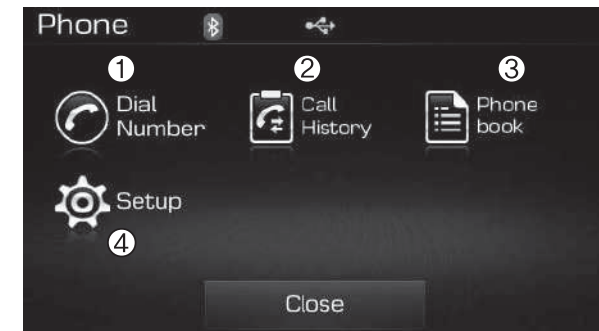 Phone
1 2 3
Dial Number
Call History
Phone book
Setup
4
Close